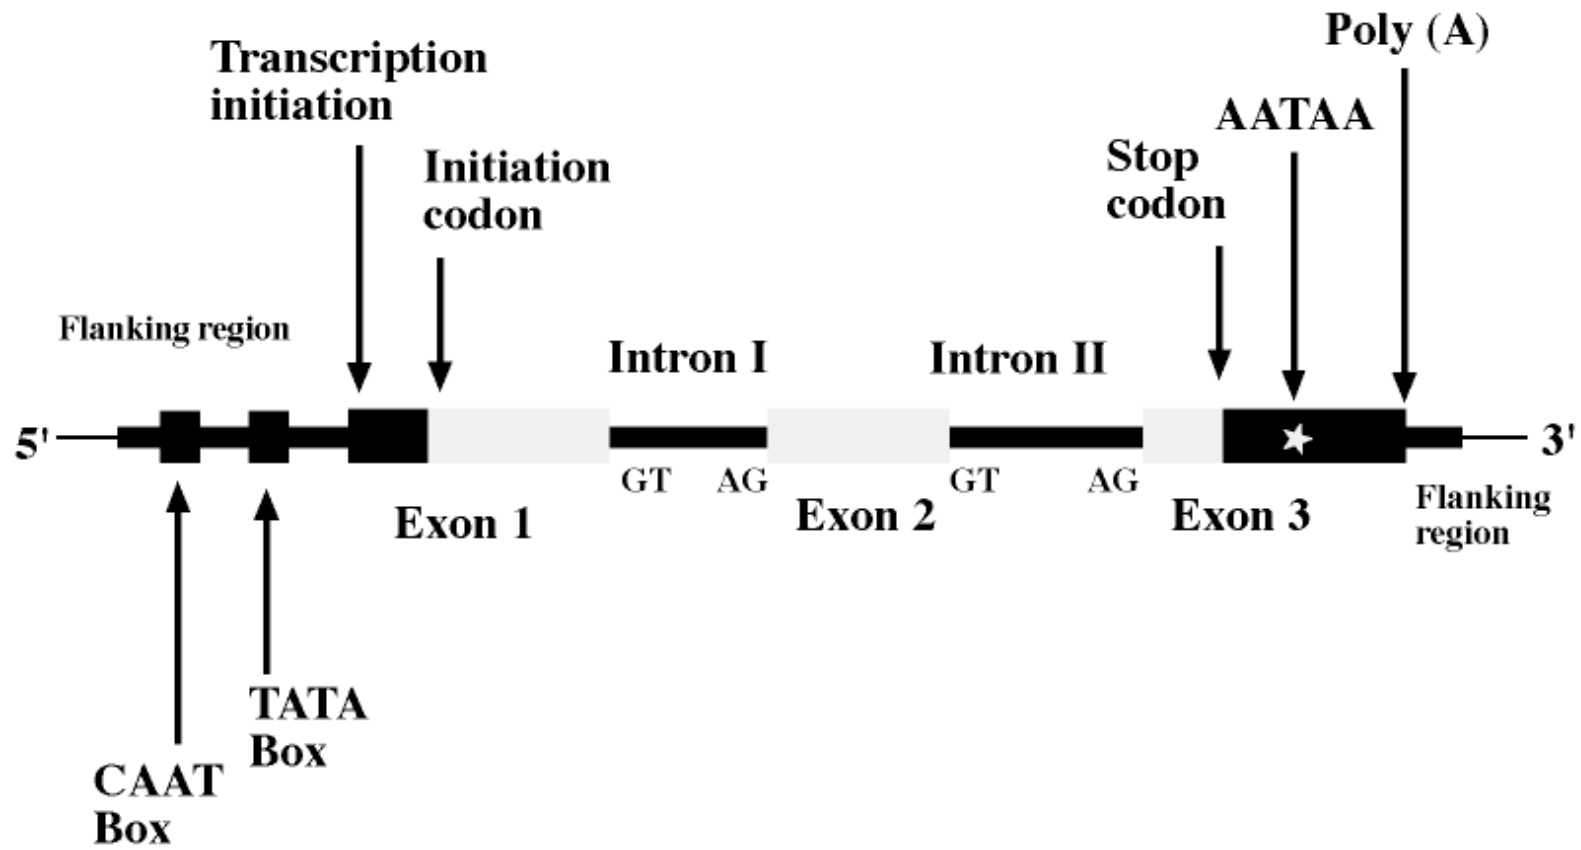 Poly (A)
Transcription
initiation
AATAA
Stop
codon
Initiation
codon
Flanking region
Intron I
Intron II
5'
3'
GT
AG
GT
AG
Exon 1
Exon 2
Exon 3
Flanking
region
TATA
Box
CAAT
Box